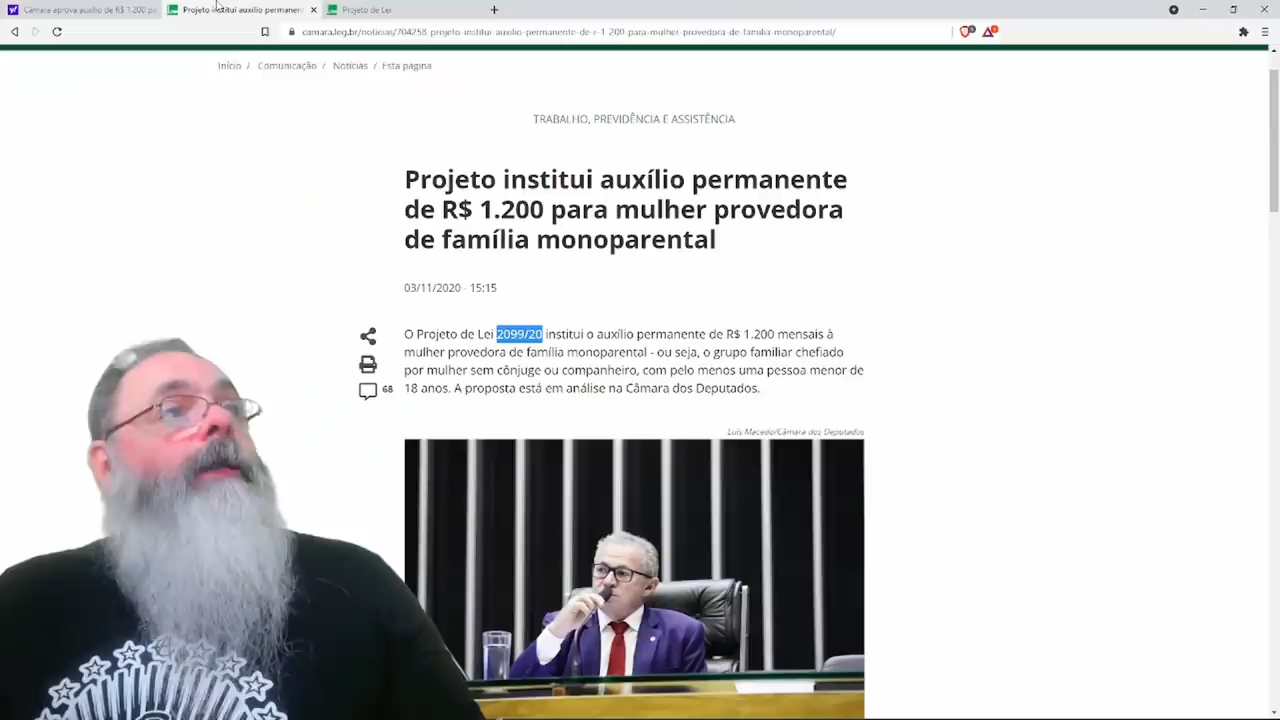 Câmara aprova auxílio de R$ 1.200 pa
Projeto institui auxílio permanen
Projeto de Lei
camara.leg.br/noticias/704258-projeto-institui-auxilio-permanente-de-r-1-200-para-mulher-provedora-de-familia-monoparental/
Início / Comunicação / Notícias / Esta página
TRABALHO, PREVIDÊNCIA E ASSISTÊNCIA
Projeto institui auxílio permanente
de R$ 1.200 para mulher provedora
de família monoparental
03/11/2020 - 15:15
O Projeto de Lei 2099/20 institui o auxílio permanente de R$ 1.200 mensais à
mulher provedora de família monoparental - ou seja, o grupo familiar chefiado
por mulher sem cônjuge ou companheiro, com pelo menos uma pessoa menor de
18 anos. A proposta está em análise na Câmara dos Deputados.
68
Luis Macedo/Câmara dos Deputados